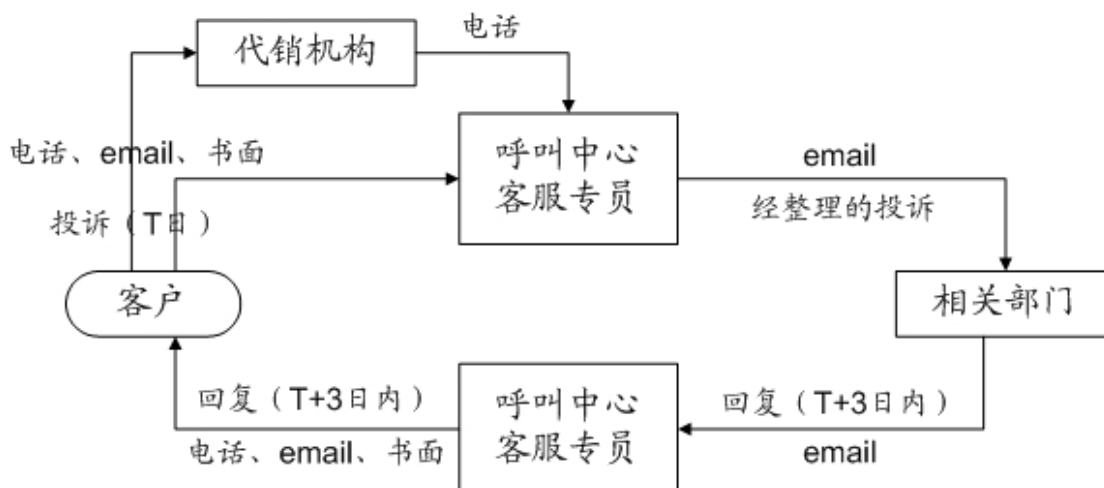 代销机构
电话
电话、email、书面
呼叫中心
客服专员
email
经整理的投诉
投诉（T日）
客户
相关部门
回复（T+3日内）
电话、email、书面
呼叫中心
客服专员
回复（T+3日内）
email